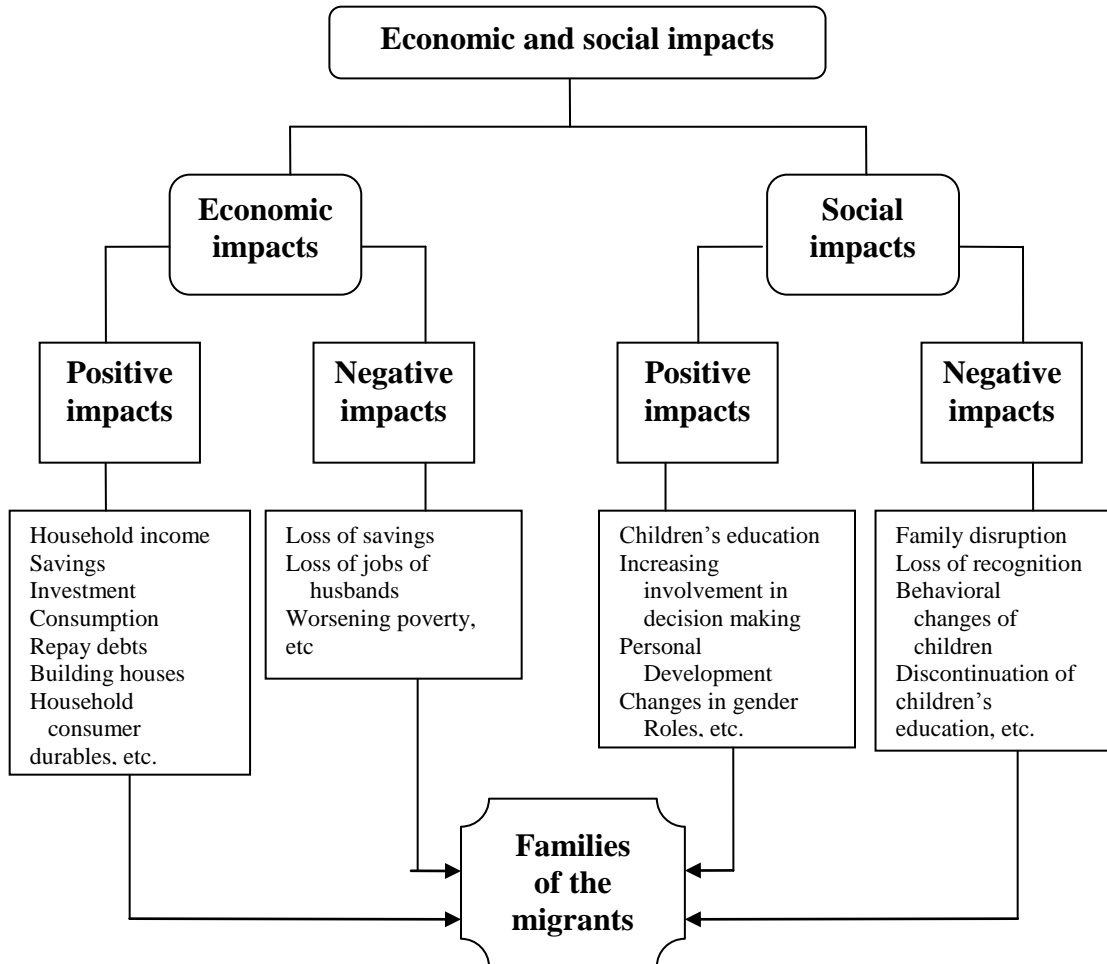 Economic and social impacts
Economic
impacts
Social
impacts
Positive
impacts
Negative
impacts
Positive
impacts
Negative
impacts
Household income
Savings
Investment
Consumption
Repay debts
Building houses
Household
consumer
durables, etc.
Loss of savings
Loss of jobs of
husbands
Worsening poverty,
etc
Children’s education
Increasing
involvement in
decision making
Personal
Development
Changes in gender
Roles, etc.
Family disruption
Loss of recognition
Behavioral
changes of
children
Discontinuation of
children’s
education, etc.
Families
of the
migrants